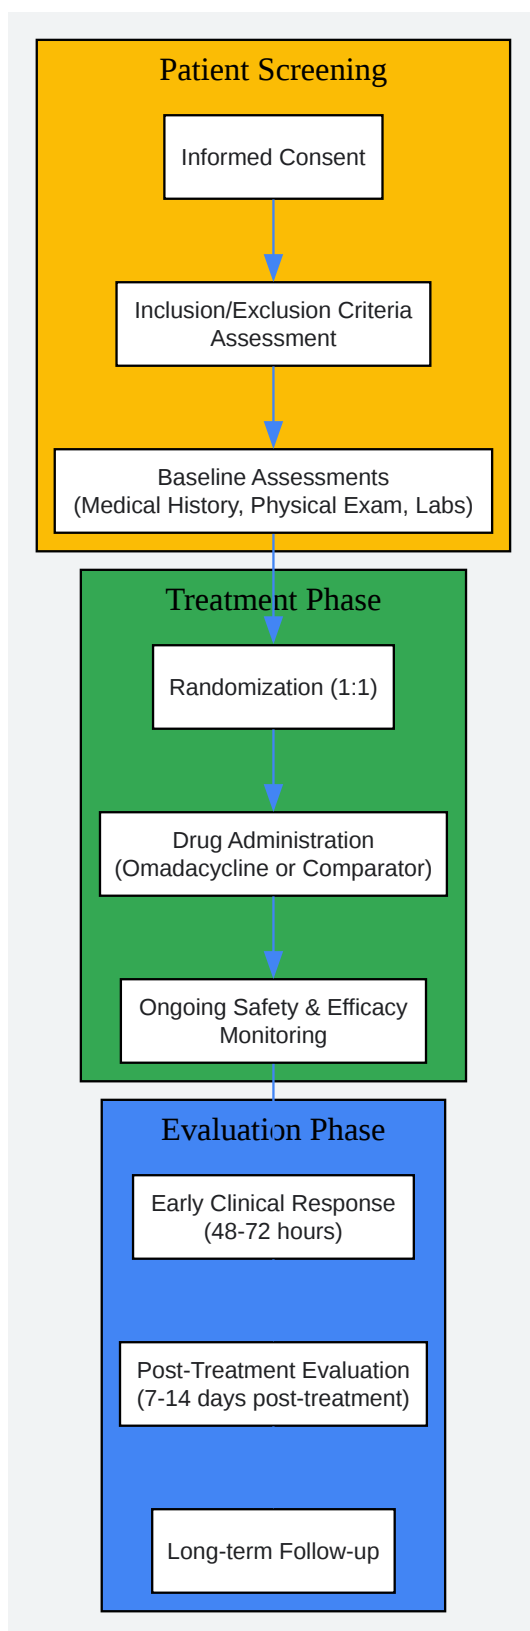 Patient Screening
Informed Consent
Inclusion/Exclusion Criteria
Assessment
Baseline Assessments
(Medical History, Physical Exam, Labs)
Treatment Phase
Randomization (1:1)
Drug Administration
(Omadacycline or Comparator)
Ongoing Safety & Efficacy
Monitoring
Evaluation Phase
Early Clinical Response
(48-72 hours)
Post-Treatment Evaluation
(7-14 days post-treatment)
Long-term Follow-up